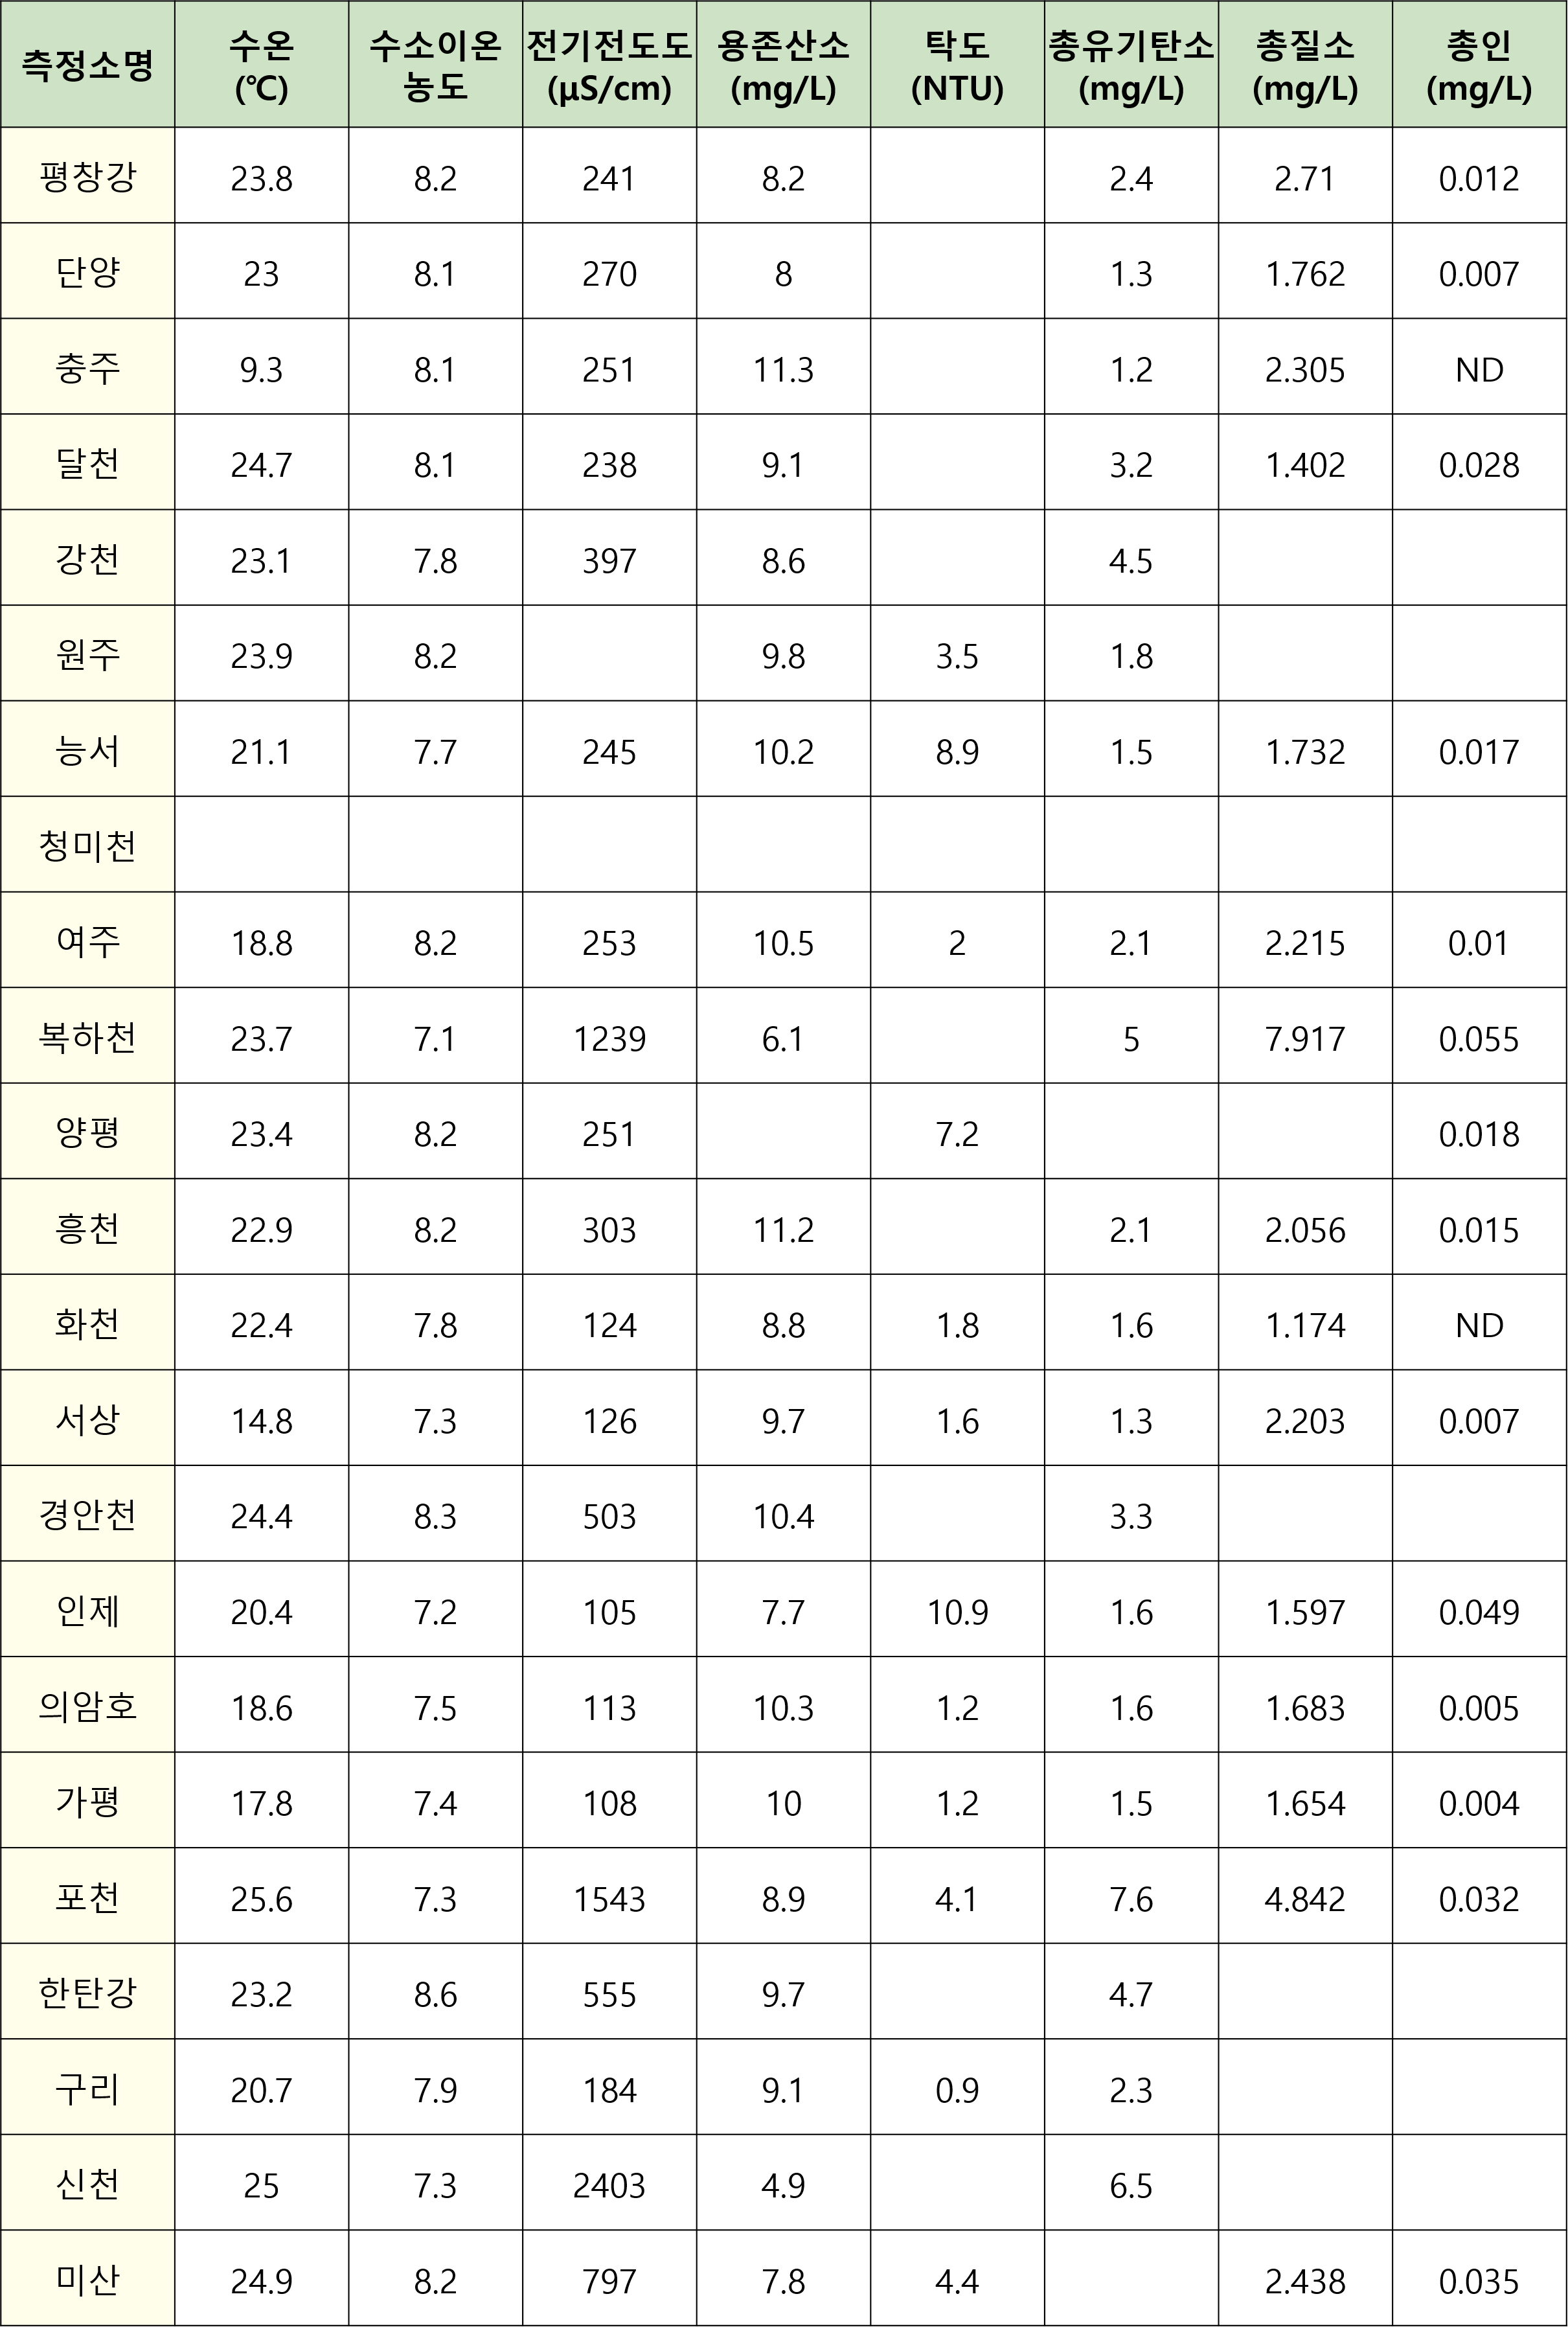 측정소명 수온 (℃) 수소이온 농도 전기전도도 (µS/cm) 용존산소 (mg/L) 탁도 (NTU) 총유기탄소 (mg/L) 총질소 (mg/L) 총인 (mg/L)
평창강 23.8 8.2 241 8.2 2.4 2.71 0.012
단양 23 8.1 270 8 1.3 1.762 0.007
충주 9.3 8.1 251 11.3 1.2 2.305 ND
달천 24.7 8.1 238 9.1 3.2 1.402 0.028
강천 23.1 7.8 397 8.6 4.5
원주 23.9 8.2 9.8 3.5 1.8
능서 21.1 7.7 245 10.2 8.9 1.5 1.732 0.017
청미천
여주 18.8 8.2 253 10.5 2 2.1 2.215 0.01
복하천 23.7 7.1 1239 6.1 5 7.917 0.055
양평 23.4 8.2 251 7.2 0.018
흥천 22.9 8.2 303 11.2 2.1 2.056 0.015
화천 22.4 7.8 124 8.8 1.8 1.6 1.174 ND
서상 14.8 7.3 126 9.7 1.6 1.3 2.203 0.007
경안천 24.4 8.3 503 10.4 3.3
인제 20.4 7.2 105 7.7 10.9 1.6 1.597 0.049
의암호 18.6 7.5 113 10.3 1.2 1.6 1.683 0.005
가평 17.8 7.4 108 10 1.2 1.5 1.654 0.004
포천 25.6 7.3 1543 8.9 4.1 7.6 4.842 0.032
한탄강 23.2 8.6 555 9.7 4.7
구리 20.7 7.9 184 9.1 0.9 2.3
신천 25 7.3 2403 4.9 6.5
미산 24.9 8.2 797 7.8 4.4 2.438 0.035